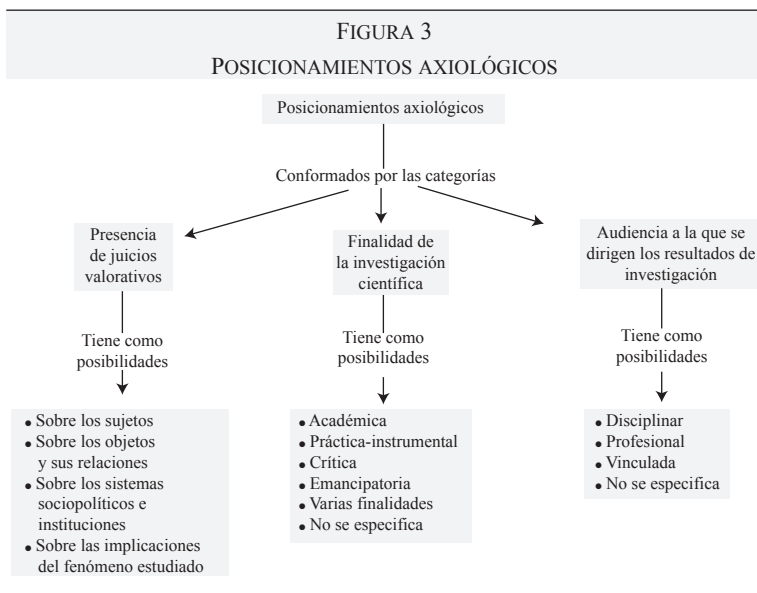 FIGURA 3
POSICIONAMIENTOS AXIOLÓGICOS
Posicionamientos axiológicos
Conformados por las categorías
Presencia
de juicios
valorativos
Tiene como
posibilidades
• Sobre los sujetos
• Sobre los objetos
y sus relaciones
• Sobre los sistemas
sociopolíticos e
instituciones
• Sobre las implicaciones
del fenómeno estudiado
Finalidad de
la investigación
científica
Tiene como
posibilidades
• Académica
• Práctica-instrumental
• Crítica
• Emancipatoria
• Varias finalidades
• No se especifica
Audiencia a la que se
dirigen los resultados de
investigación
Tiene como
posibilidades
• Disciplinar
• Profesional
• Vinculada
• No se especifica